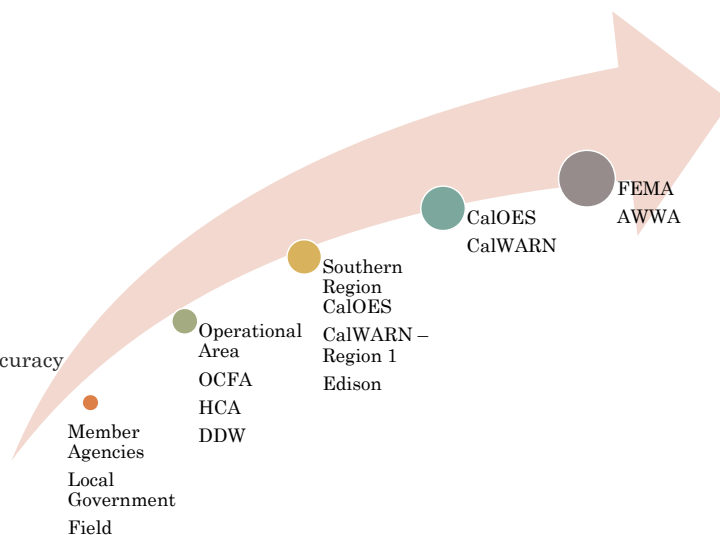 curacy
Member
Agencies
Local
Government
Field
Operational
Area
OCFA
HCA
DDW
Southern
Region
CalOES
CalWARN –
Region 1
Edison
CalOES
CalWARN
FEMA
AWWA